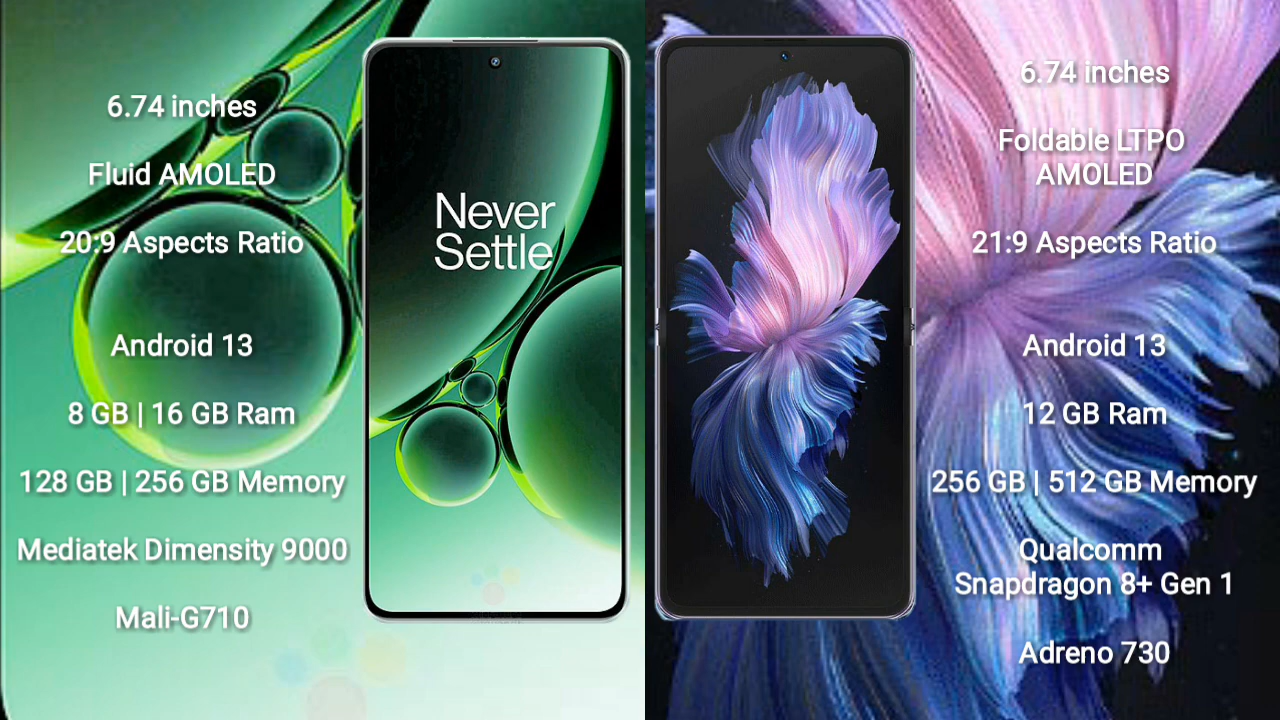 6.74 inches
Fluid AMOLED
20:9 Aspects Ratio
Android 13
8 GB | 16 GB Ram
128 GB | 256 GB Memory
Mediatek Dimensity 9000
Mali-G710
Never
Settle
6.74 inches
Foldable LTPO
AMOLED
21:9 Aspects Ratio
Android 13
12 GB Ram
256 GB | 512 GB Memory
Qualcomm
Snapdragon 8+ Gen 1
Adreno 730